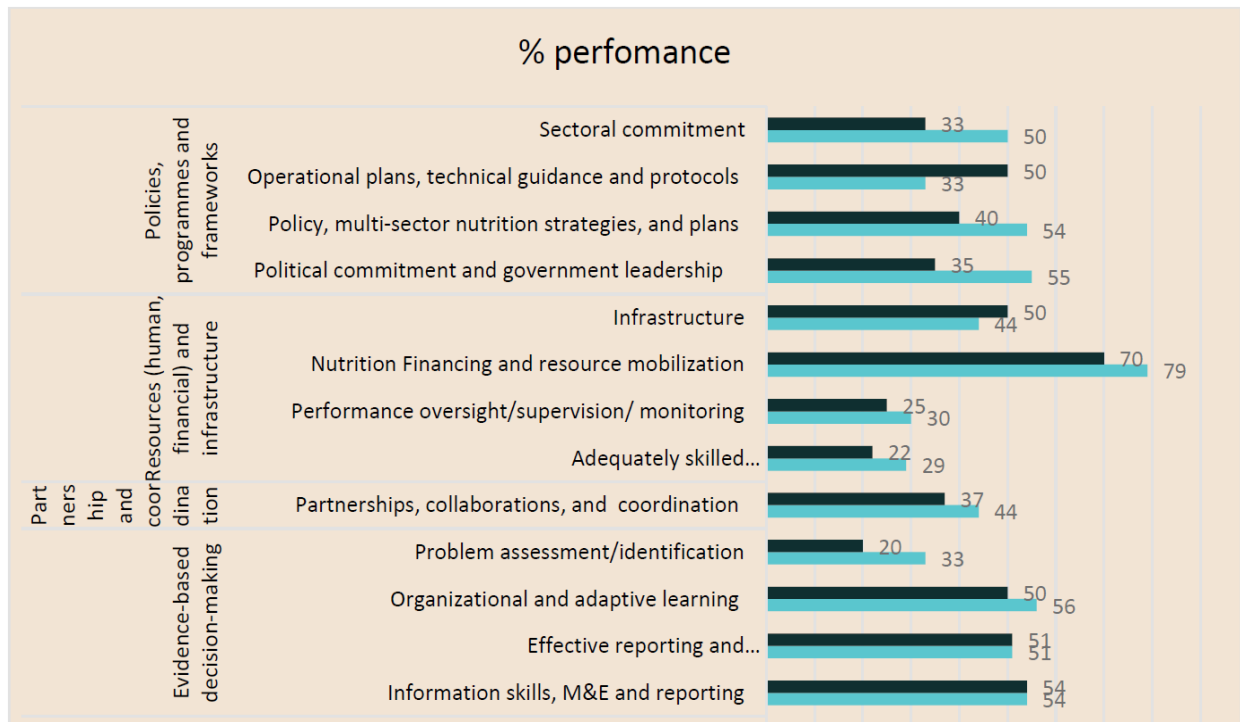 % perfomance
Policies,
programmes and
frameworks
Sectoral commitment
33
50
Operational plans, technical guidance and protocols
50
33
Policy, multi-sector nutrition strategies, and plans
40
54
Political commitment and government leadership
35
55
Resources (human,
financial) and
infrastructure
Infrastructure
50
44
Nutrition Financing and resource mobilization
70
79
Performance oversight/supervision/ monitoring
25
30
Adequately skilled...
22
29
Part
ners
hip
and
coor
dina
tion
Partnerships, collaborations, and coordination
37
44
Evidence-based
decision-making
Problem assessment/identification
20
33
Organizational and adaptive learning
50
56
Effective reporting and...
51
51
Information skills, M&E and reporting
54
54